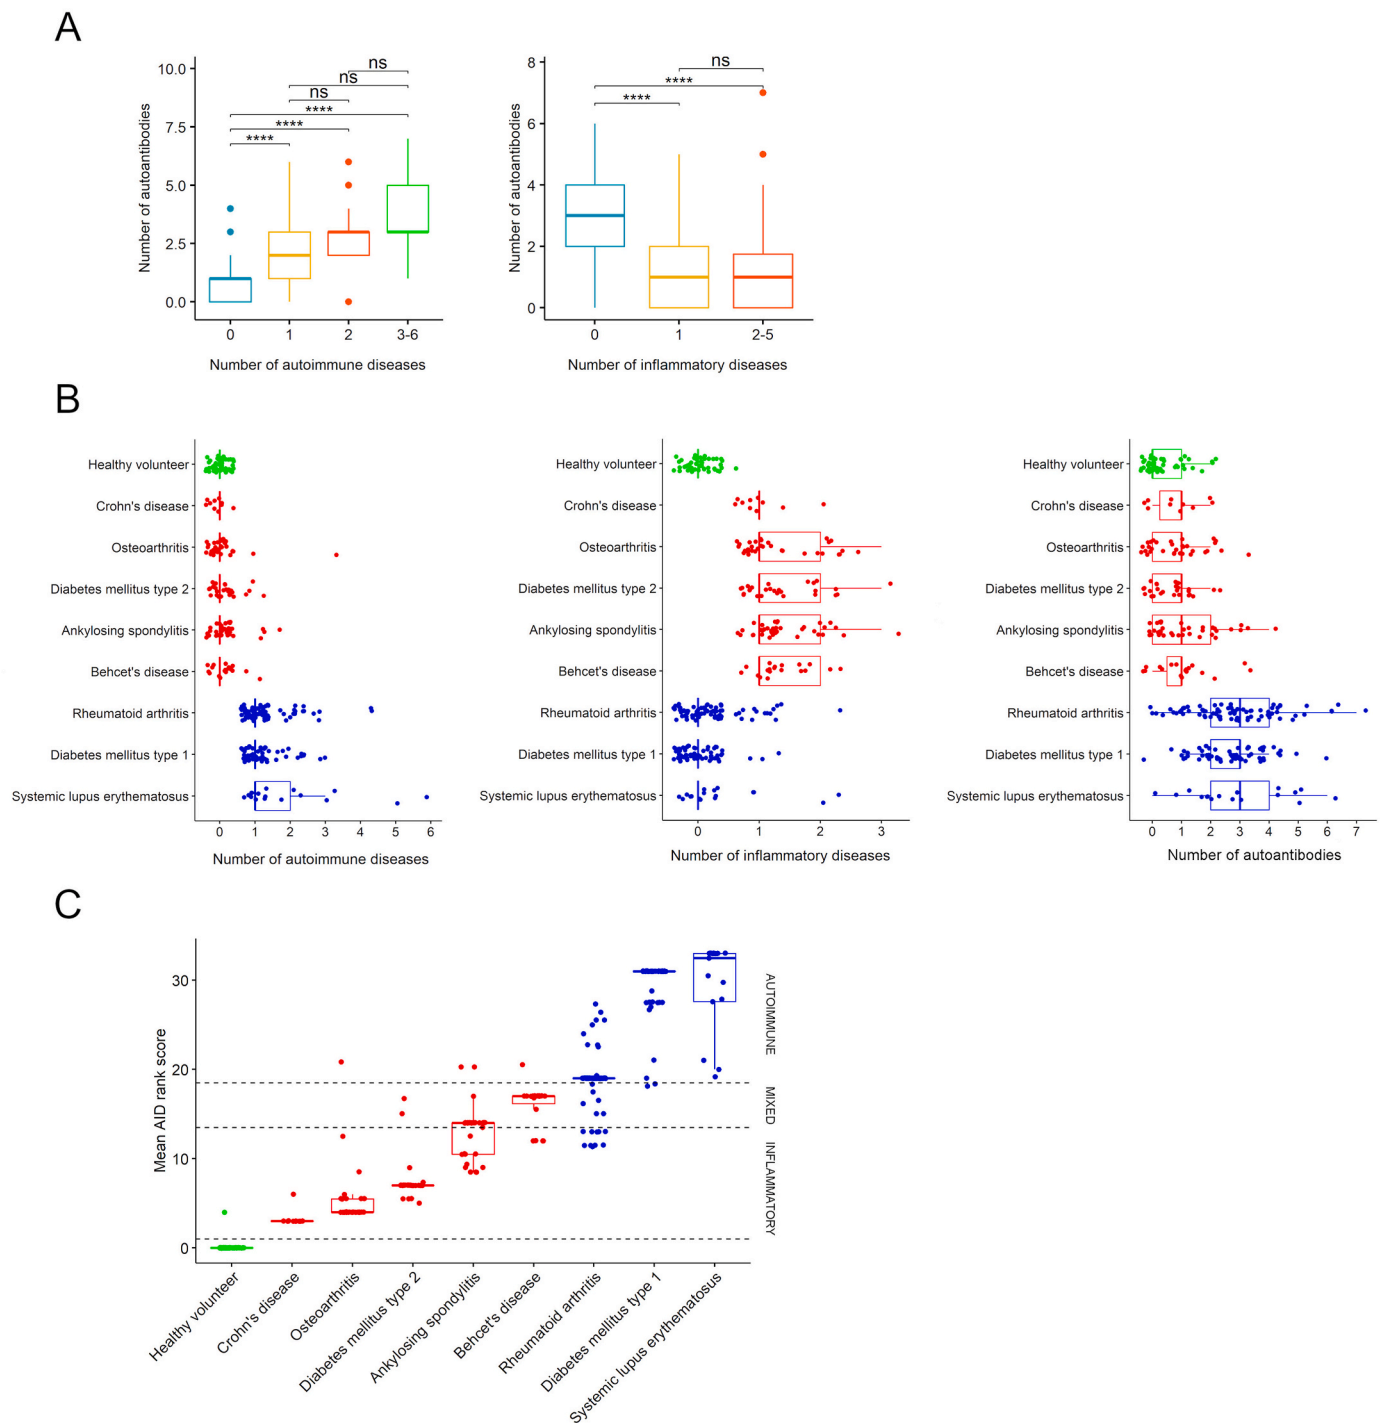 A
10.0
7.5
5.0
2.5
0.0
Number of autoantibodies
ns
ns
ns
****
****
****
0 1 2 3-6
Number of autoimmune diseases
8
6
4
2
0
Number of autoantibodies
ns
****
****
0 1 2-5
Number of inflammatory diseases
B
Healthy volunteer
Crohn's disease
Osteoarthritis
Diabetes mellitus type 2
Ankylosing spondylitis
Behcet's disease
Rheumatoid arthritis
Diabetes mellitus type 1
Systemic lupus erythematosus
0 1 2 3 4 5 6
Number of autoimmune diseases
Healthy volunteer
Crohn's disease
Osteoarthritis
Diabetes mellitus type 2
Ankylosing spondylitis
Behcet's disease
Rheumatoid arthritis
Diabetes mellitus type 1
Systemic lupus erythematosus
0 1 2 3
Number of inflammatory diseases
Healthy volunteer
Crohn's disease
Osteoarthritis
Diabetes mellitus type 2
Ankylosing spondylitis
Behcet's disease
Rheumatoid arthritis
Diabetes mellitus type 1
Systemic lupus erythematosus
0 1 2 3 4 5 6 7
Number of autoantibodies
C
30
20
10
0
Mean AID rank score
AUTOIMMUNE
MIXED
INFLAMMATORY
Healthy volunteer
Crohn's disease
Osteoarthritis
Diabetes mellitus type 2
Ankylosing spondylitis
Behcet's disease
Rheumatoid arthritis
Diabetes mellitus type 1
Systemic lupus erythematosus